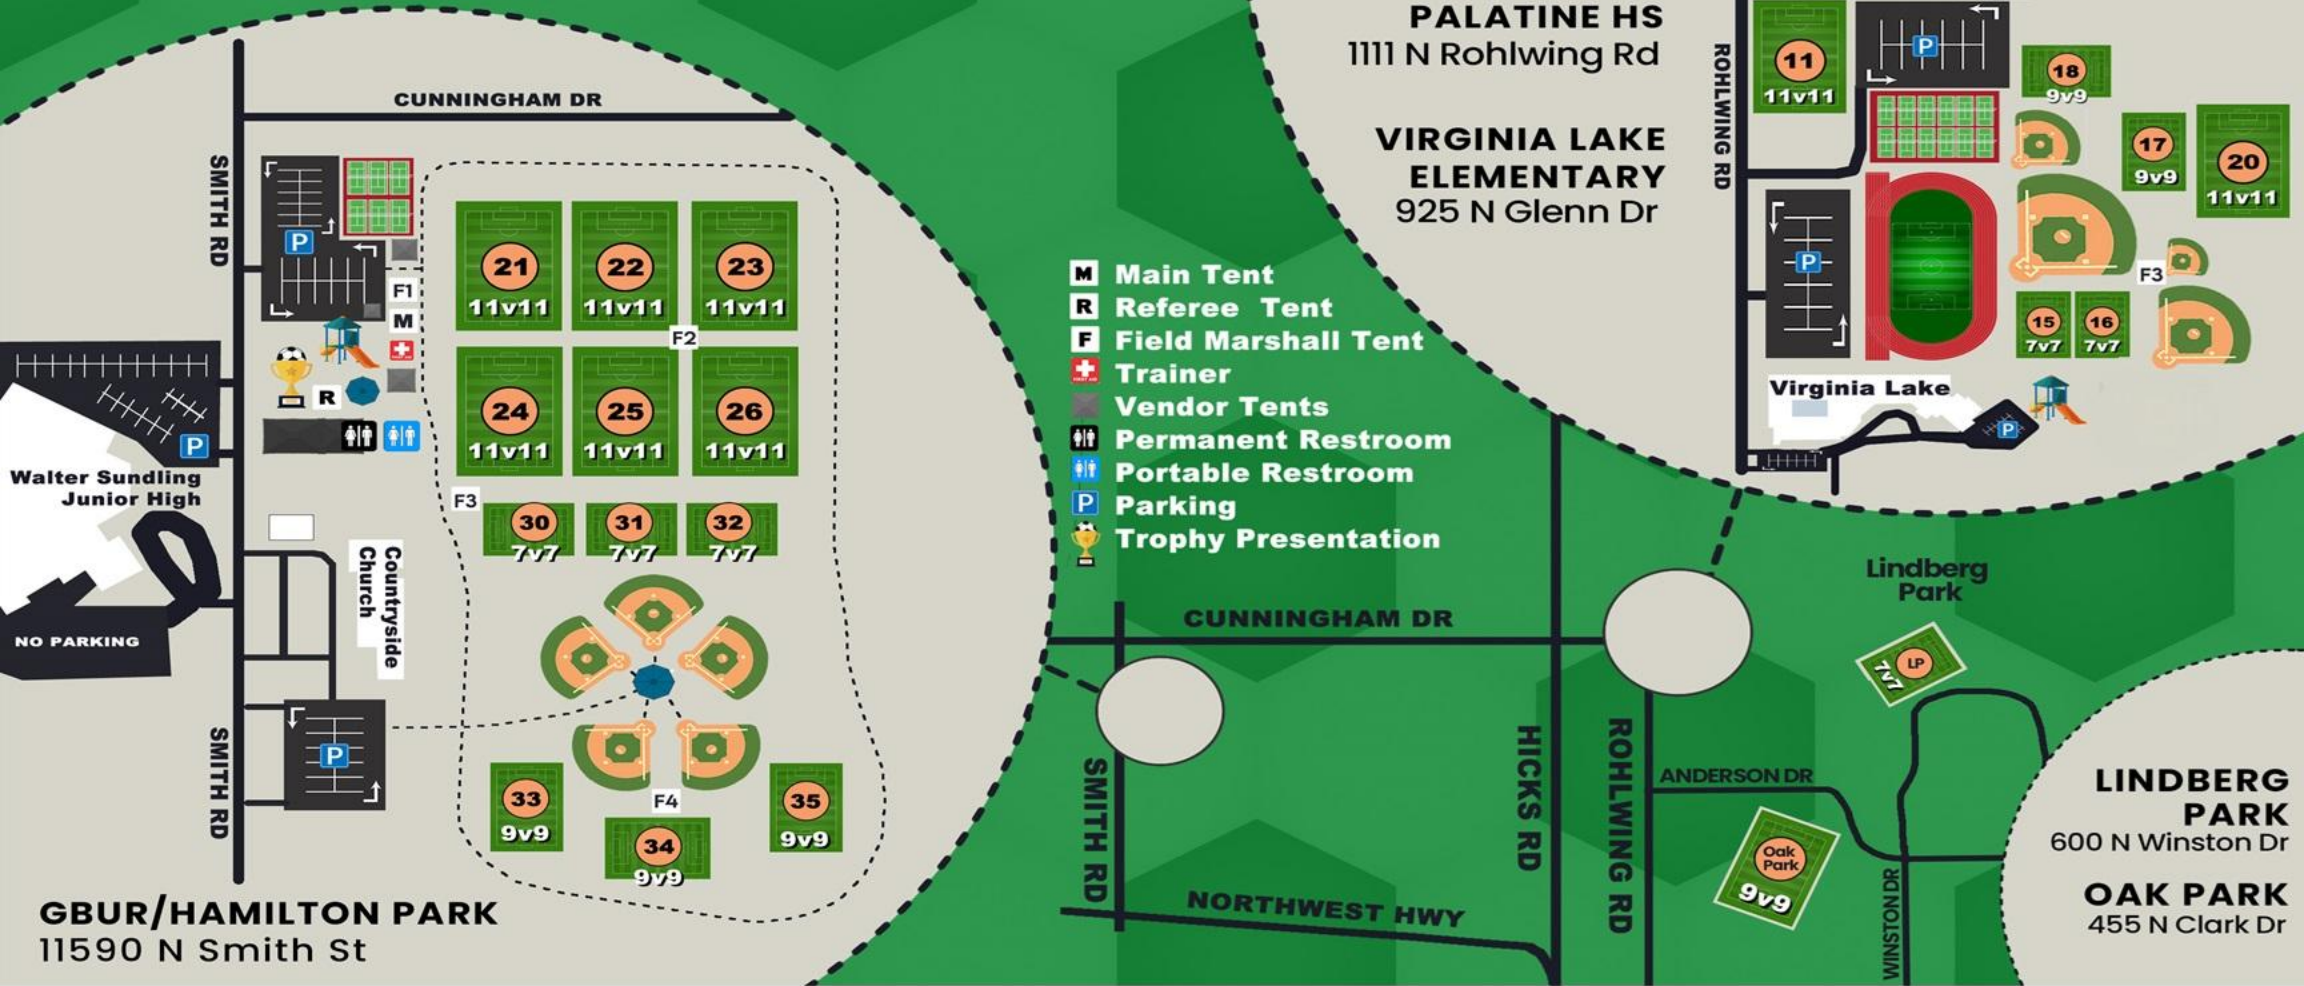 CUNNINGHAM DR
SMITH RD
P
F1
M
R
P
Walter Sundling
Junior High
NO PARKING
Countryside
Church
P
SMITH RD
21
11v11
22
11v11
23
11v11
F2
24
11v11
25
11v11
26
11v11
F3
30
7v7
31
7v7
32
7v7
33
9v9
F4
34
9v9
35
9v9
GBUR/HAMILTON PARK
11590 N Smith St
M Main Tent
R Referee Tent
F Field Marshall Tent
Trainer
Vendor Tents
Permanent Restroom
Portable Restroom
P Parking
Trophy Presentation
PALATINE HS
1111 N Rohlwing Rd
VIRGINIA LAKE
ELEMENTARY
925 N Glenn Dr
ROHLWING RD
11
11v11
P
18
9v9
17
9v9
20
11v11
P
F3
15
7v7
16
7v7
Virginia Lake
P
CUNNINGHAM DR
SMITH RD
NORTHWEST HWY
HICKS RD
ROHLWING RD
ANDERSON DR
WINSTON DR
Lindberg
Park
LP
7v7
Oak
Park
9v9
LINDBERG
PARK
600 N Winston Dr
OAK PARK
455 N Clark Dr